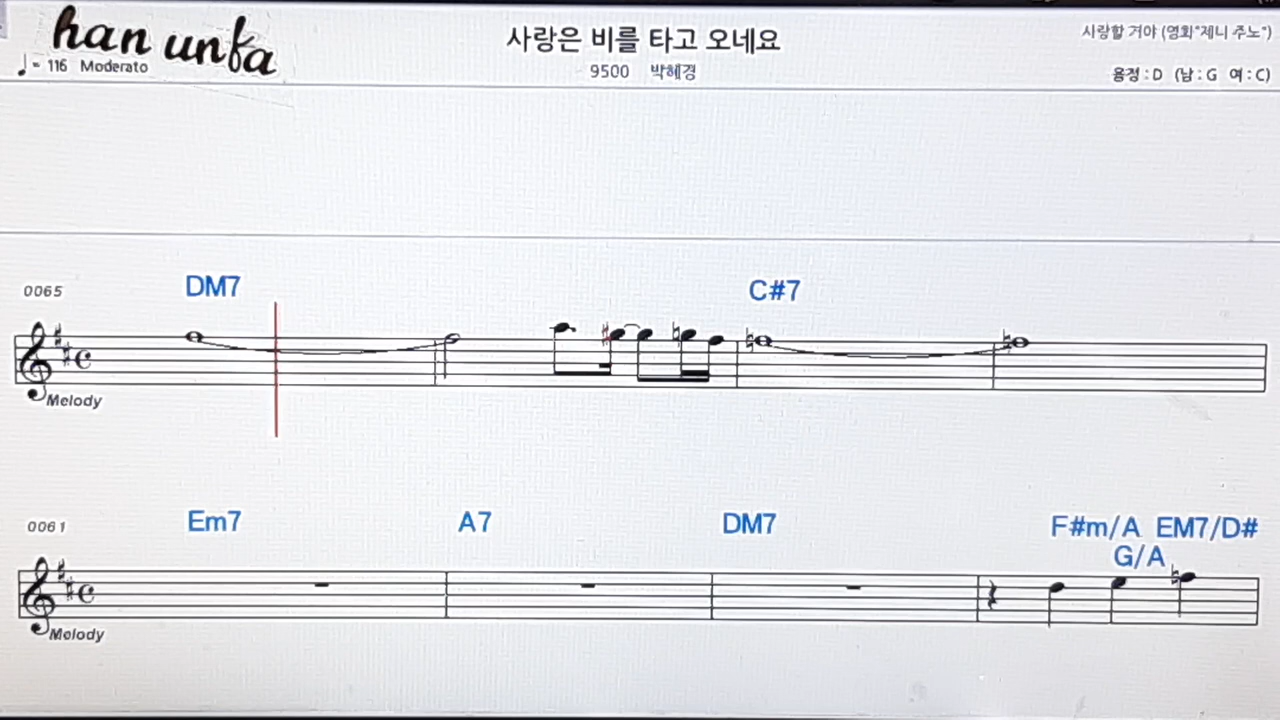 han unfa
♩= 116 Moderato
사랑은 비를 타고 오네요
9500 박혜경
시랑할 겨야 (영화"제니 주노")
음정 : D (남 : G 여 : C)
0065
DM7
C#7
Melody
0061
Em7
A7
DM7
F#m/A EM7/D#
G/A
Melody